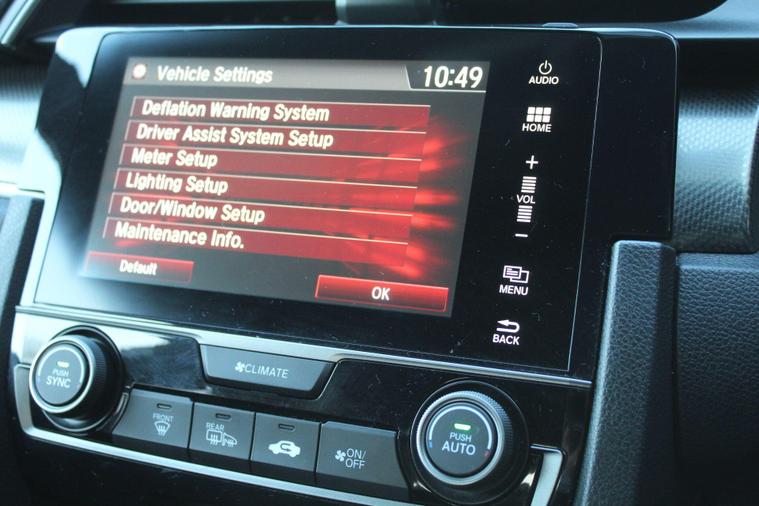 Vehicle Settings
10:49
Deflation Warning System
Driver Assist System Setup
Meter Setup
Lighting Setup
Door/Window Setup
Maintenance Info.
Default
OK
AUDIO
HOME
+
VOL
−
MENU
BACK
PUSH
SYNC
CLIMATE
FRONT
REAR
ON/
OFF
PUSH
AUTO